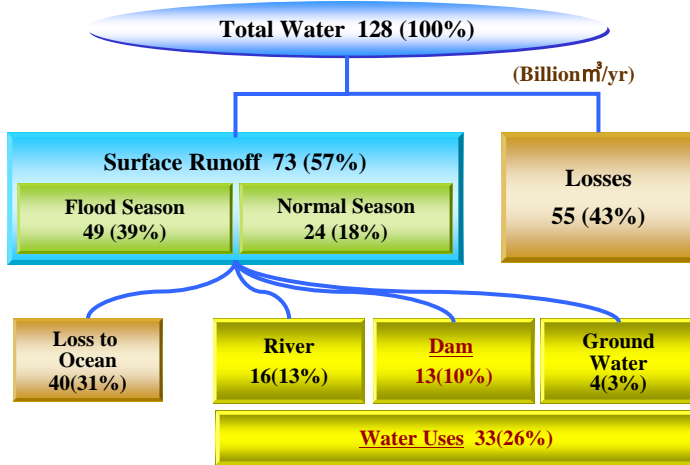 Total Water 128 (100%)
(Billion㎥/yr)
Surface Runoff 73 (57%)
Flood Season
49 (39%)
Normal Season
24 (18%)
Losses
55 (43%)
Loss to
Ocean
40(31%)
River
16(13%)
Dam
13(10%)
Ground
Water
4(3%)
Water Uses 33(26%)